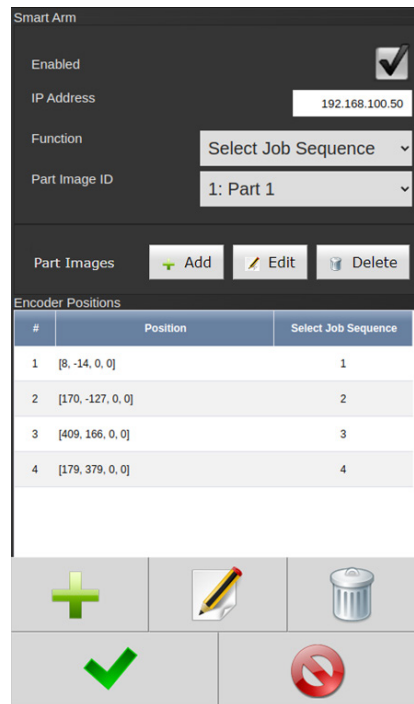 Smart Arm
Enabled
IP Address 192.168.100.50
Function Select Job Sequence
Part Image ID 1: Part 1
Part Images Add Edit Delete
Encoder Positions
# Position Select Job Sequence
1 [8, -14, 0, 0] 1
2 [170, -127, 0, 0] 2
3 [409, 166, 0, 0] 3
4 [179, 379, 0, 0] 4